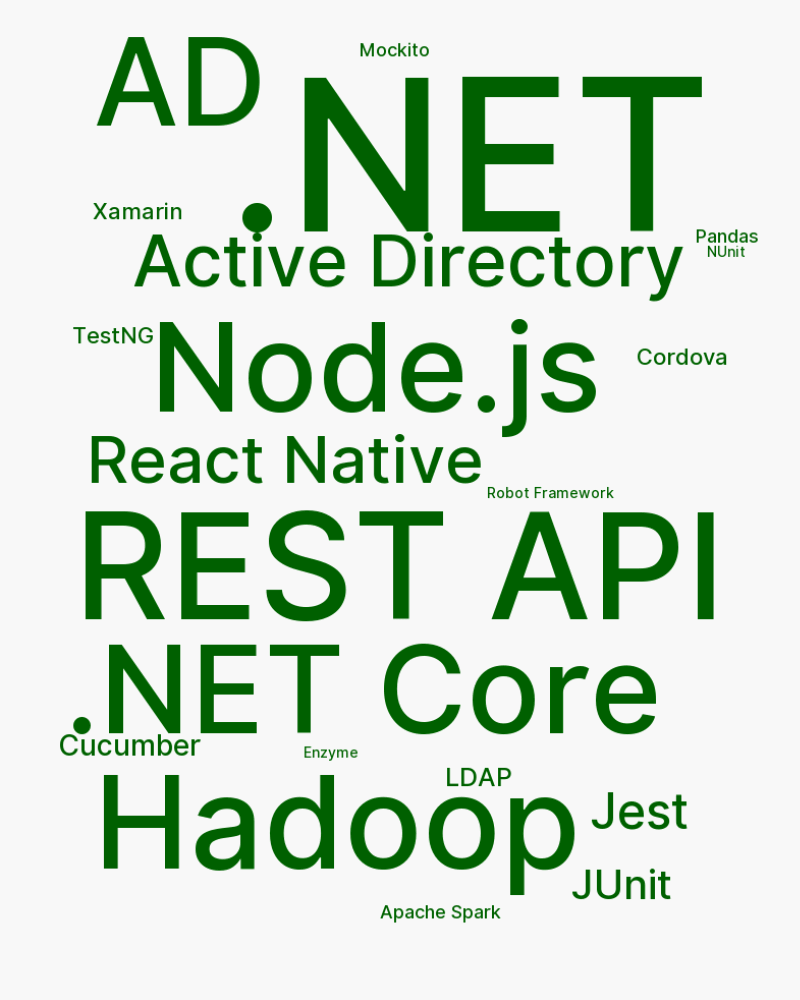 Mockito
AD
.NET
Xamarin
Active Directory
Pandas
NUnit
TestNG
Node.js
Cordova
React Native
Robot Framework
REST API
.NET Core
Cucumber
Enzyme
LDAP
Hadoop
Jest
JUnit
Apache Spark